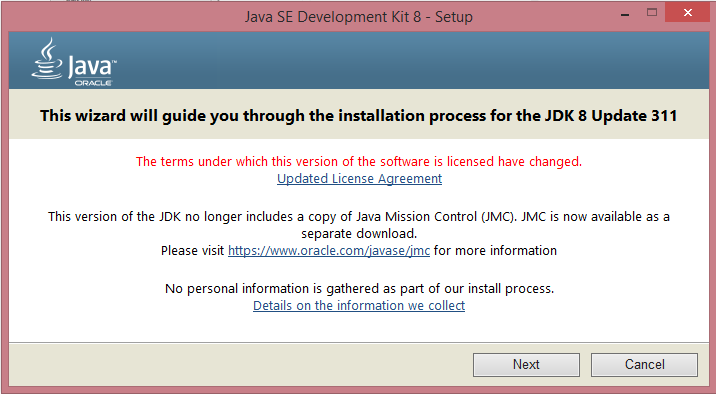 Java SE Development Kit 8 - Setup
Java™
ORACLE
This wizard will guide you through the installation process for the JDK 8 Update 311
The terms under which this version of the software is licensed have changed.
Updated License Agreement
This version of the JDK no longer includes a copy of Java Mission Control (JMC). JMC is now available as a
separate download.
Please visit https://www.oracle.com/javase/jmc for more information
No personal information is gathered as part of our install process.
Details on the information we collect
Next
Cancel